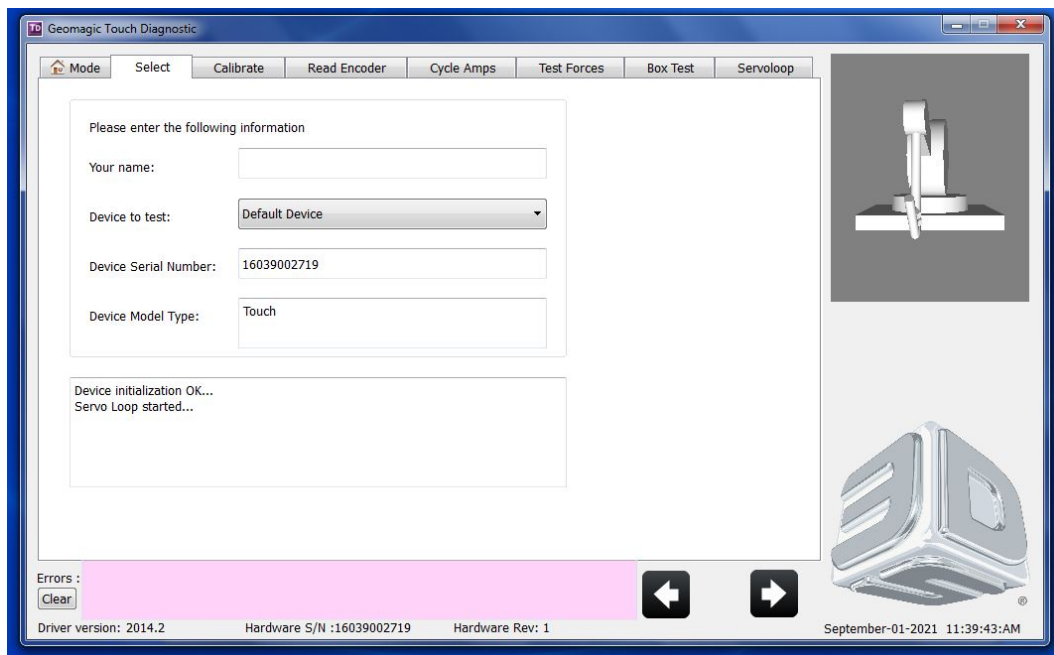 TD Geomagic Touch Diagnostic
Mode Select Calibrate Read Encoder Cycle Amps Test Forces Box Test Servoloop
Please enter the following information
Your name:
Device to test: Default Device
Device Serial Number: 16039002719
Device Model Type: Touch
Device initialization OK...
Servo Loop started...
Errors :
Clear
Driver version: 2014.2 Hardware S/N :16039002719 Hardware Rev: 1
3DS
®
September-01-2021 11:39:43:AM